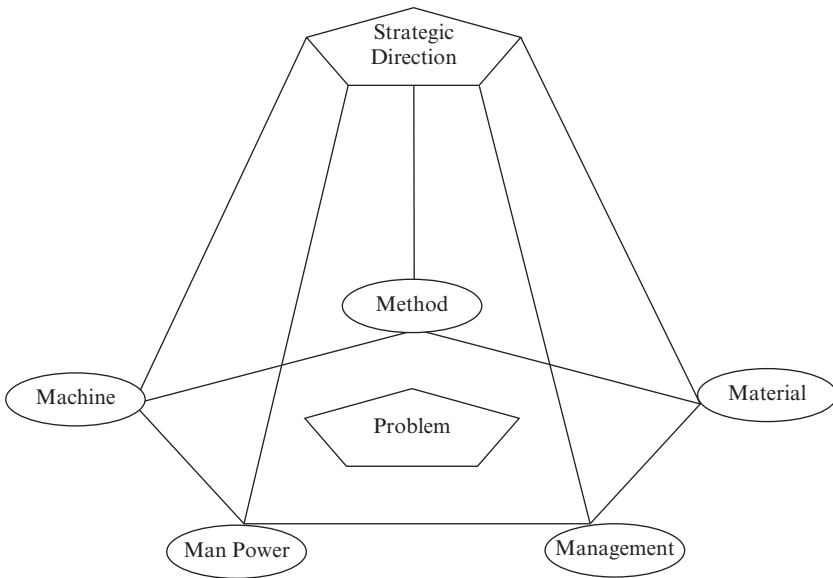 Strategic
Direction
Method
Machine
Material
Problem
Man Power
Management